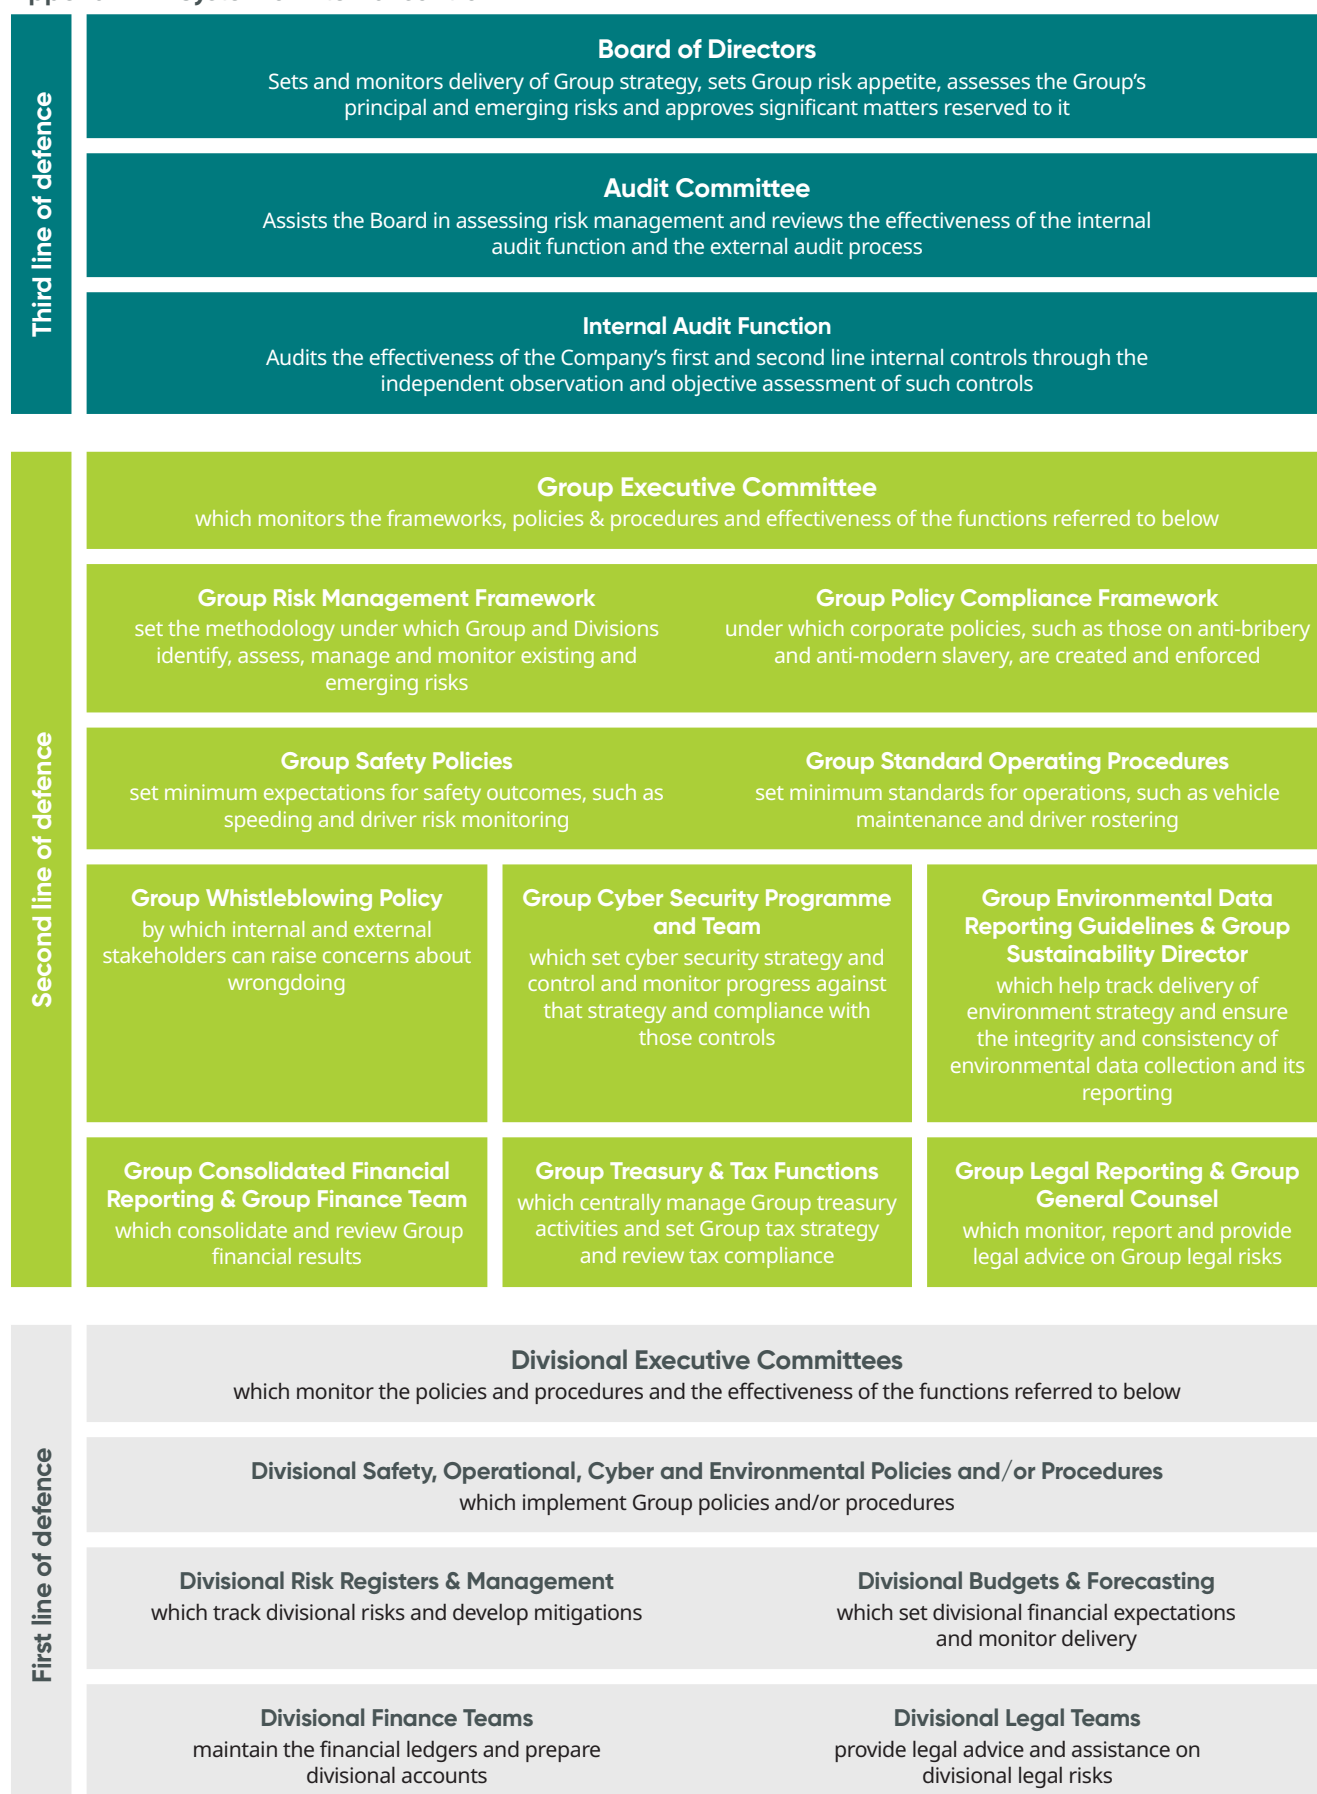 Third line of defence
Board of Directors
Sets and monitors delivery of Group strategy, sets Group risk appetite, assesses the Group's
principal and emerging risks and approves significant matters reserved to it
Audit Committee
Assists the Board in assessing risk management and reviews the effectiveness of the internal
audit function and the external audit process
Internal Audit Function
Audits the effectiveness of the Company's first and second line internal controls through the
independent observation and objective assessment of such controls
Second line of defence
Group Executive Committee
which monitors the frameworks, policies & procedures and effectiveness of the functions referred to below
Group Risk Management Framework
set the methodology under which Group and Divisions
identify, assess, manage and monitor existing and
emerging risks
Group Policy Compliance Framework
under which corporate policies, such as those on anti-bribery
and anti-modern slavery, are created and enforced
Group Safety Policies
set minimum expectations for safety outcomes, such as
speeding and driver risk monitoring
Group Standard Operating Procedures
set minimum standards for operations, such as vehicle
maintenance and driver rostering
Group Whistleblowing Policy
by which internal and external
stakeholders can raise concerns about
wrongdoing
Group Cyber Security Programme
and Team
which set cyber security strategy and
control and monitor progress against
that strategy and compliance with
those controls
Group Environmental Data
Reporting Guidelines & Group
Sustainability Director
which help track delivery of
environment strategy and ensure
the integrity and consistency of
environmental data collection and its
reporting
Group Consolidated Financial
Reporting & Group Finance Team
which consolidate and review Group
financial results
Group Treasury & Tax Functions
which centrally manage Group treasury
activities and set Group tax strategy
and review tax compliance
Group Legal Reporting & Group
General Counsel
which monitor, report and provide
legal advice on Group legal risks
First line of defence
Divisional Executive Committees
which monitor the policies and procedures and the effectiveness of the functions referred to below
Divisional Safety, Operational, Cyber and Environmental Policies and/or Procedures
which implement Group policies and/or procedures
Divisional Risk Registers & Management
which track divisional risks and develop mitigations
Divisional Budgets & Forecasting
which set divisional financial expectations
and monitor delivery
Divisional Finance Teams
maintain the financial ledgers and prepare
divisional accounts
Divisional Legal Teams
provide legal advice and assistance on
divisional legal risks